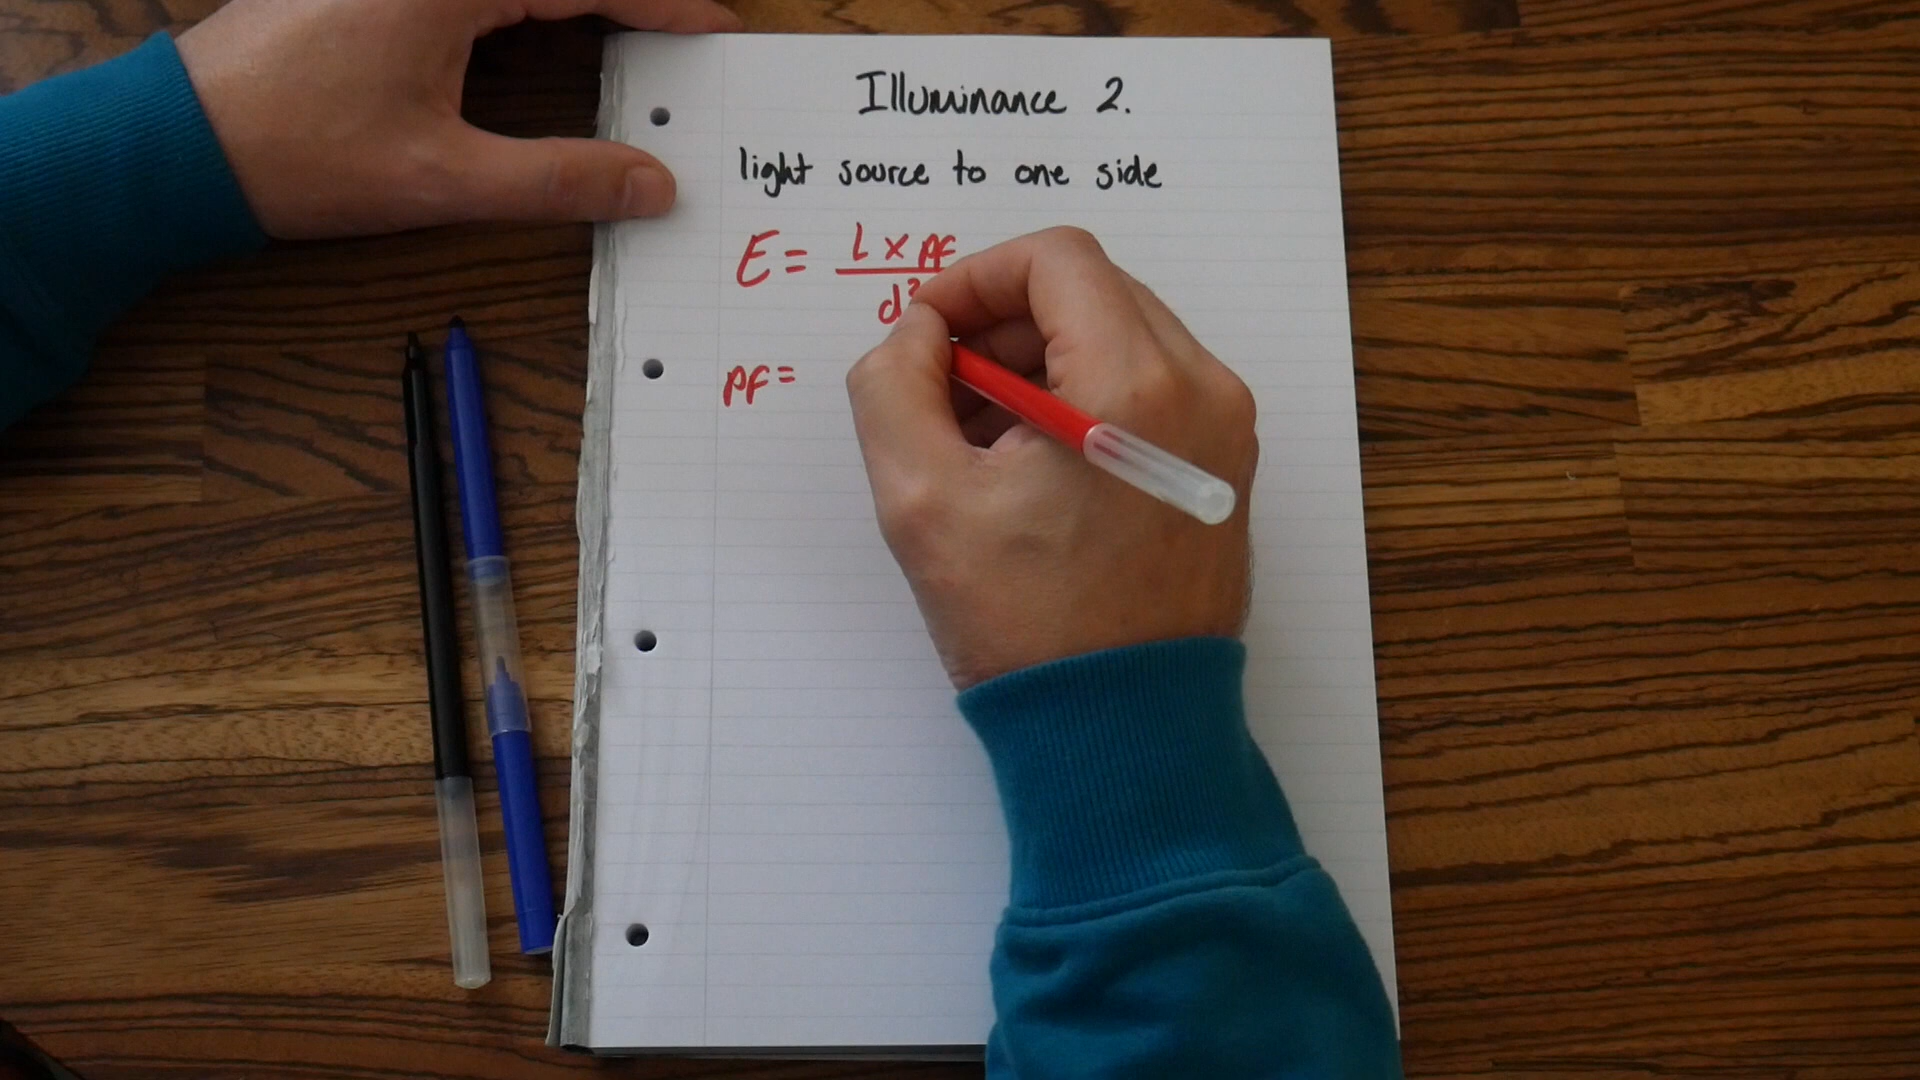 Illuminance 2.
light source to one side
E = L x pf
d²
pf =